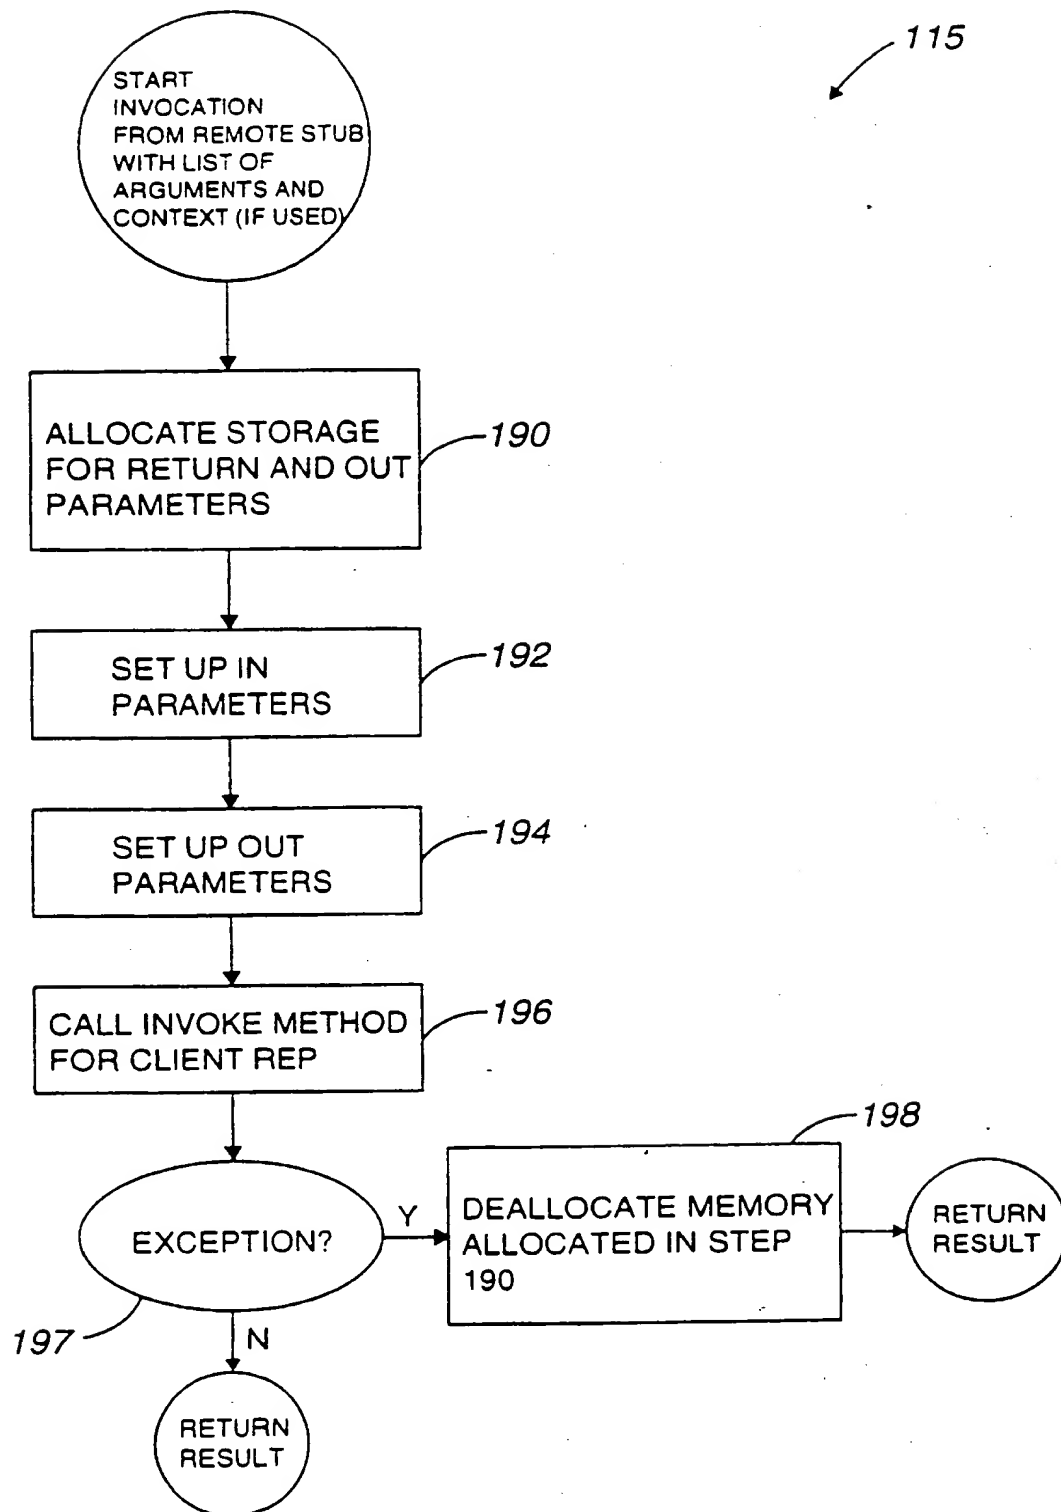 115
START
INVOCATION
FROM REMOTE STUB
WITH LIST OF
ARGUMENTS AND
CONTEXT (IF USED)
ALLOCATE STORAGE
FOR RETURN AND OUT
PARAMETERS
190
SET UP IN
PARAMETERS
192
SET UP OUT
PARAMETERS
194
CALL INVOKE METHOD
FOR CLIENT REP
196
EXCEPTION?
197
Y
N
198
DEALLOCATE MEMORY
ALLOCATED IN STEP
190
RETURN
RESULT
RETURN
RESULT